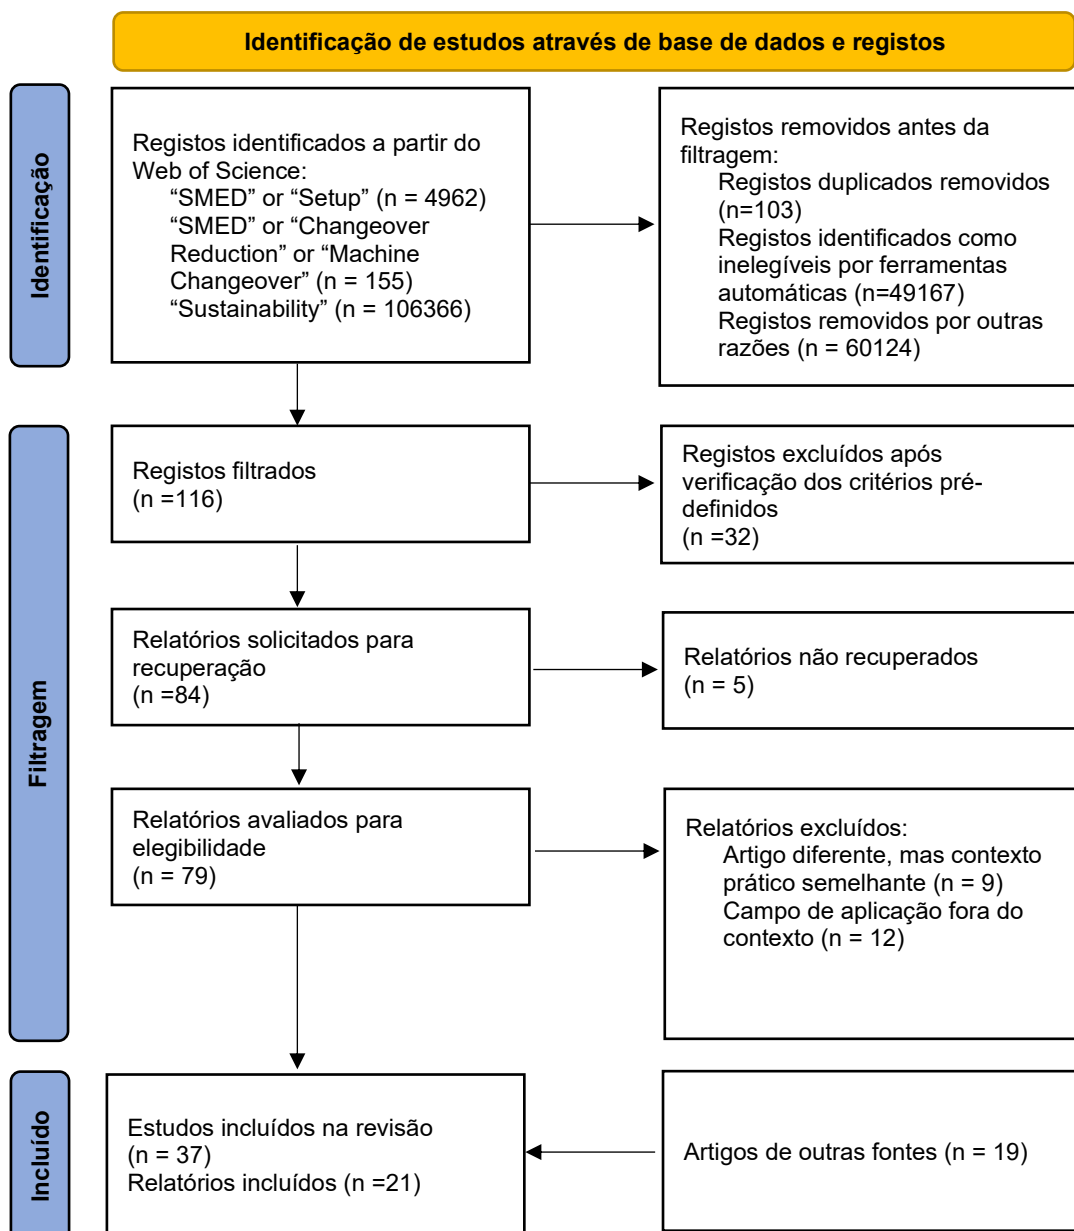 Identificação de estudos através de base de dados e registos
Identificação
Registos identificados a partir do
Web of Science:
“SMED” or “Setup” (n = 4962)
“SMED” or “Changeover
Reduction” or “Machine
Changeover” (n = 155)
“Sustainability” (n = 106366)
Registos removidos antes da
filtragem:
Registos duplicados removidos
(n=103)
Registos identificados como
inelegíveis por ferramentas
automáticas (n=49167)
Registos removidos por outras
razões (n = 60124)
Filtragem
Registos filtrados
(n =116)
Registos excluídos após
verificação dos critérios pré-
definidos
(n =32)
Relatórios solicitados para
recuperação
(n =84)
Relatórios não recuperados
(n = 5)
Relatórios avaliados para
elegibilidade
(n = 79)
Relatórios excluídos:
Artigo diferente, mas contexto
prático semelhante (n = 9)
Campo de aplicação fora do
contexto (n = 12)
Incluído
Estudos incluídos na revisão
(n = 37)
Relatórios incluídos (n =21)
Artigos de outras fontes (n = 19)